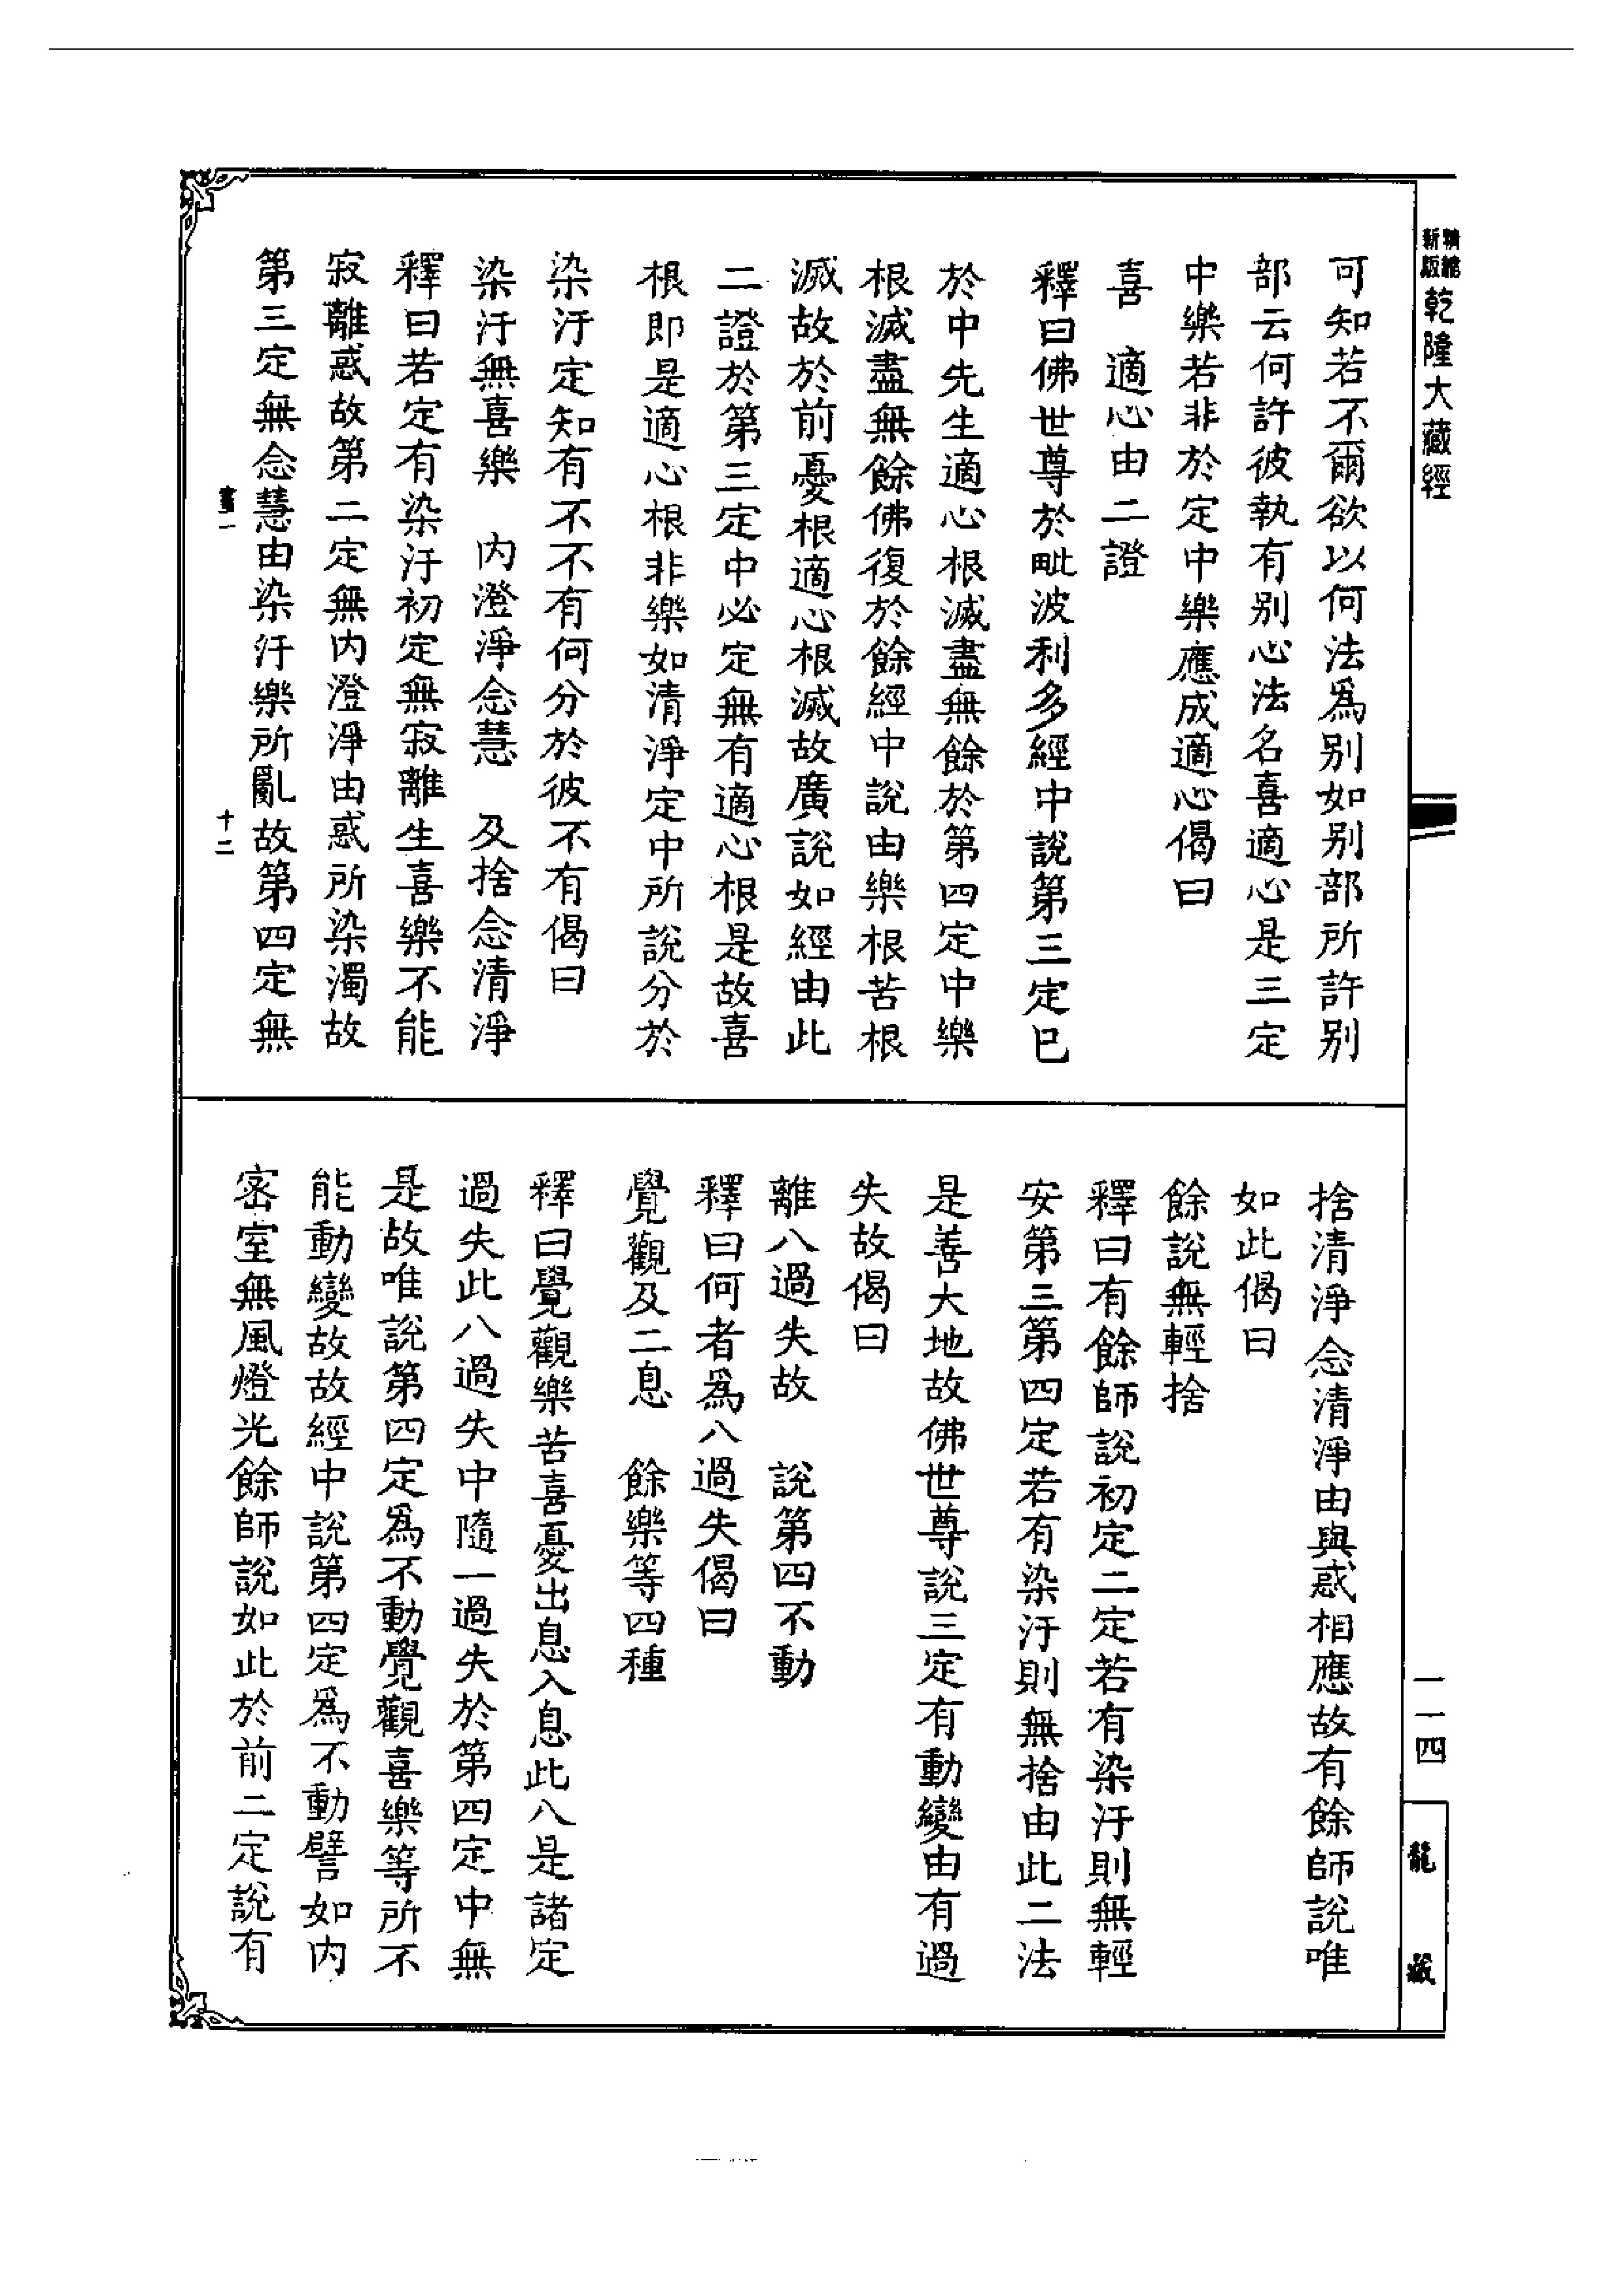 精縮新版乾隆大藏經
可知若不爾欲以何法為別如別部所許別
部云何許彼執有別心法名喜適心是三定
中樂若非於定中樂應成適心偈曰
喜　適心由二證
釋曰佛世尊於毗波利多經中說第三定已
於中先生適心根滅盡無餘於第四定中樂
根滅盡無餘佛復於餘經中說由樂根苦根
滅故於前憂根適心根滅故廣說如經由此
二證於第三定中必定無有適心根是故喜
根即是適心根非樂如清淨定中所說分於
染汙定知有不不有何分於彼不有偈曰
染汙無喜樂　內澄淨念慧　及捨念清淨
釋曰若定有染汙初定無寂離生喜樂不能
寂離惑故第二定無內澄淨由惑所染濁故
第三定無念慧由染汙樂所亂故第四定無
十二
捨清淨念清淨由與惑相應故有餘師說唯
如此偈曰
餘說無輕捨
釋曰有餘師說初定二定若有染汙則無輕
安第三第四定若有染汙則無捨由此二法
是善大地故佛世尊說三定有動變由有過
失故偈曰
離八過失故　說第四不動
釋曰何者為八過失偈曰
覺觀及二息　餘樂等四種
釋曰覺觀樂苦喜憂出息入息此八是諸定
過失此八過失中隨一過失於第四定中無
是故唯說第四定為不動覺觀喜樂等所不
能動變故故經中說第四定為不動譬如內
密室無風燈光餘師說如此於前二定說有
一一四
龍藏